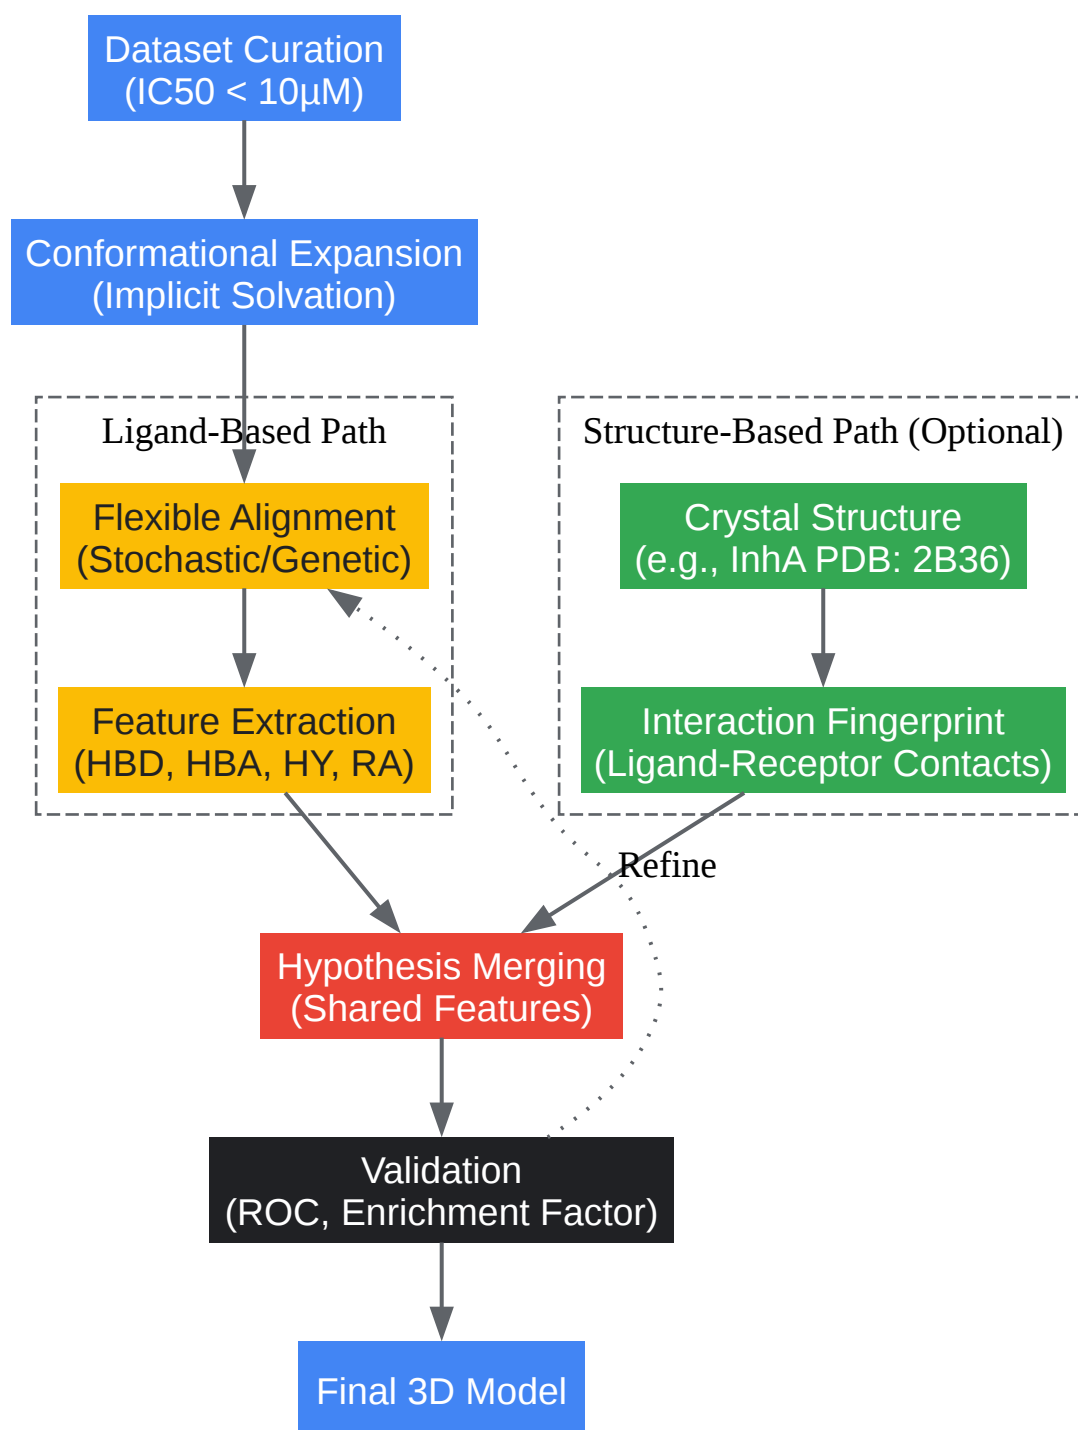 Dataset Curation
(IC50 < 10µM)
Conformational Expansion
(Implicit Solvation)
Ligand-Based Path
Flexible Alignment
(Stochastic/Genetic)
Feature Extraction
(HBD, HBA, HY, RA)
Structure-Based Path (Optional)
Crystal Structure
(e.g., InhA PDB: 2B36)
Interaction Fingerprint
(Ligand-Receptor Contacts)
Refine
Hypothesis Merging
(Shared Features)
Validation
(ROC, Enrichment Factor)
Final 3D Model